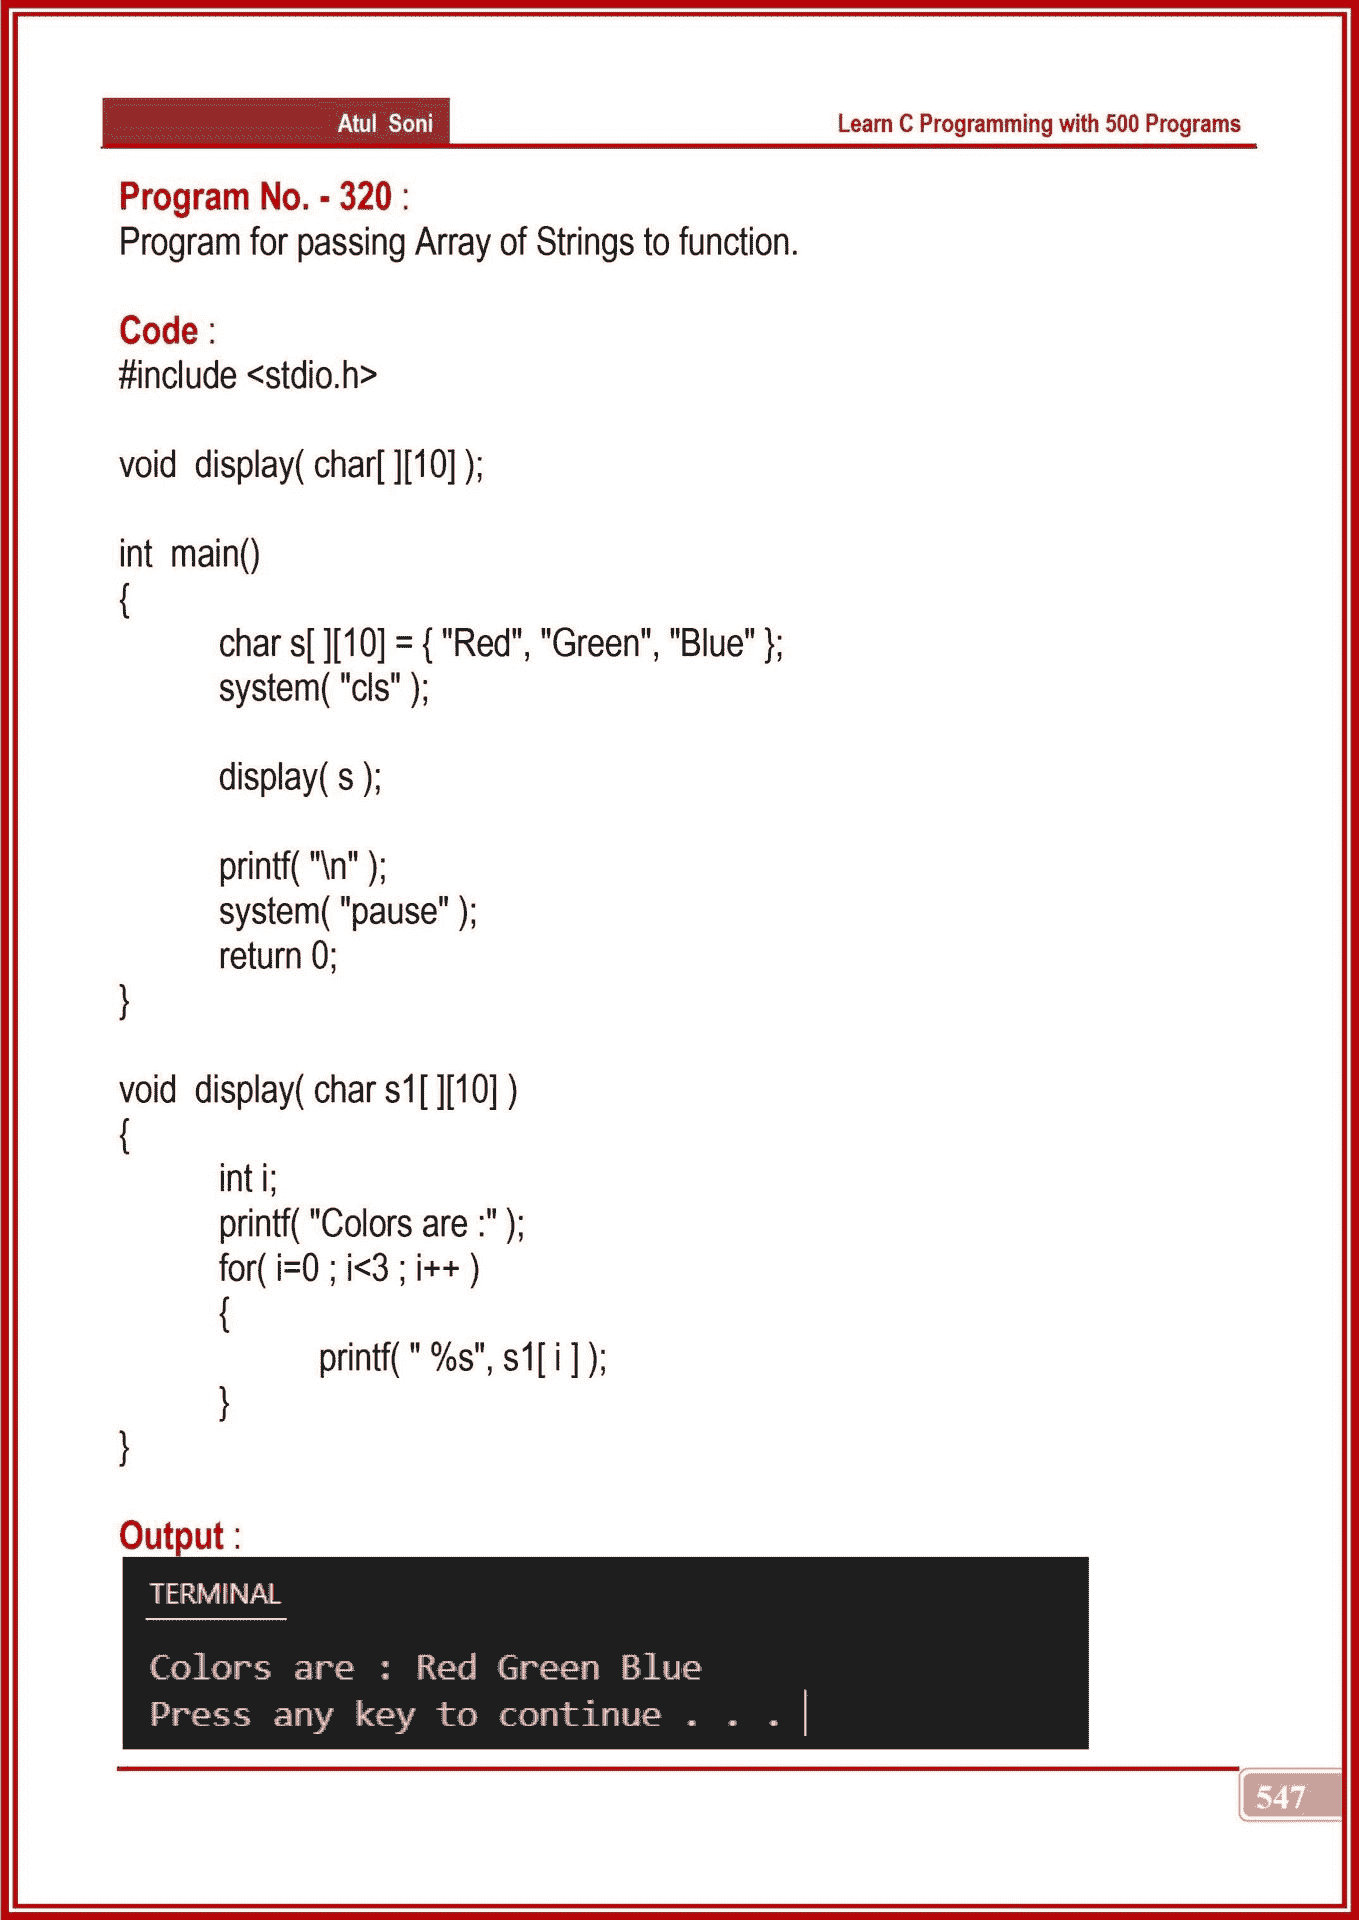 Atul Soni
Learn C Programming with 500 Programs
Program No. - 320 :
Program for passing Array of Strings to function.
Code :
#include <stdio.h>
void display( char[ ][10] );
int main()
{
char s[ ][10] = { "Red", "Green", "Blue" };
system( "cls" );
display( s );
printf( "\n" );
system( "pause" );
return 0;
}
void display( char s1[ ][10] )
{
int i;
printf( "Colors are :" );
for( i=0 ; i<3 ; i++ )
{
printf( " %s", s1[ i ] );
}
}
Output :
TERMINAL
Colors are : Red Green Blue
Press any key to continue . . .
547